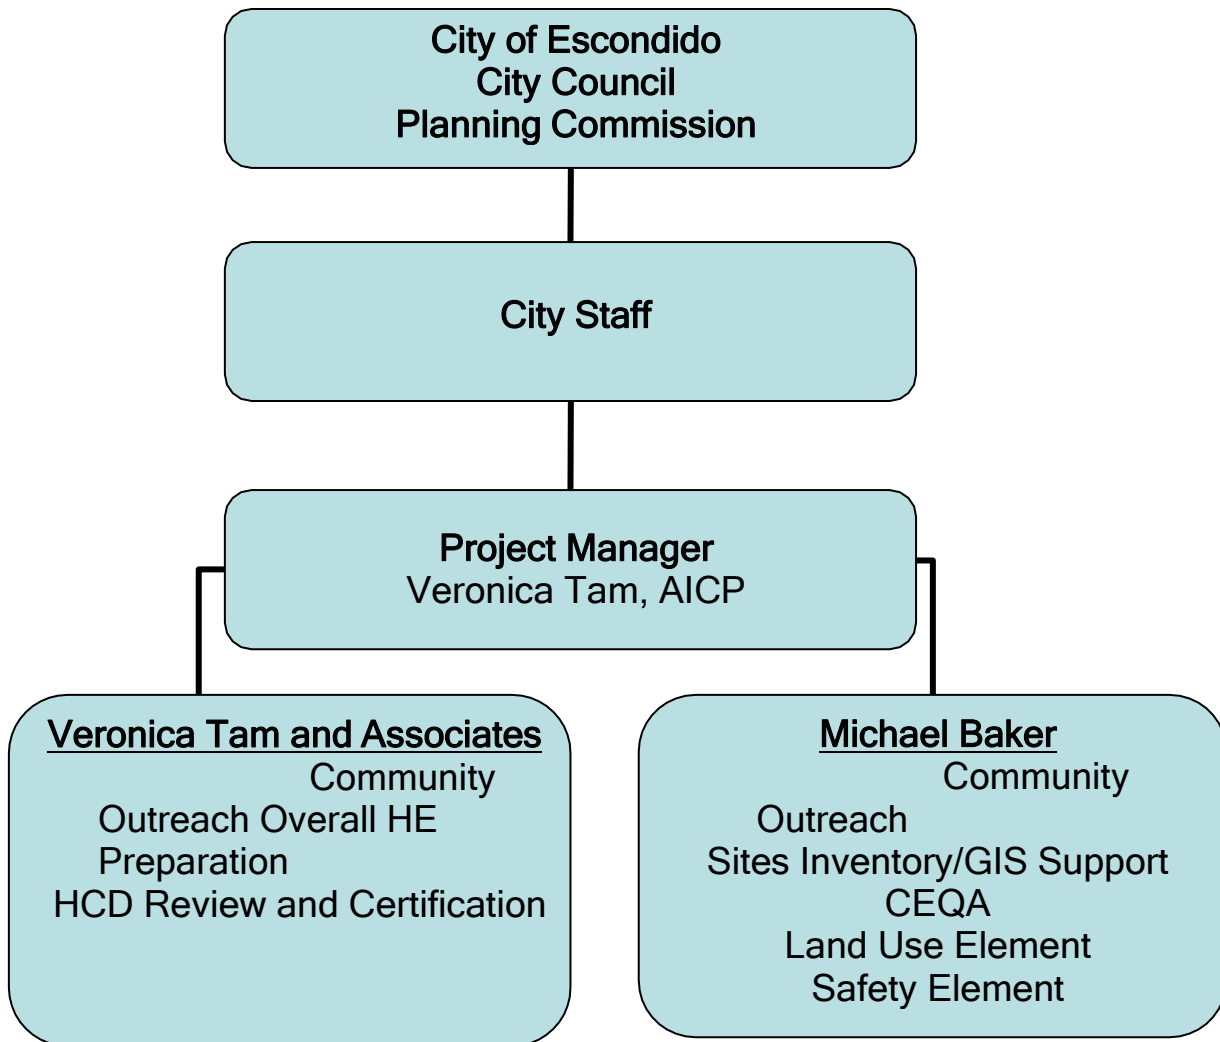 City of Escondido
City Council
Planning Commission
City Staff
Project Manager
Veronica Tam, AICP
Veronica Tam and Associates
Community
Outreach Overall HE
Preparation
HCD Review and Certification
Michael Baker
Community
Outreach
Sites Inventory/GIS Support
CEQA
Land Use Element
Safety Element